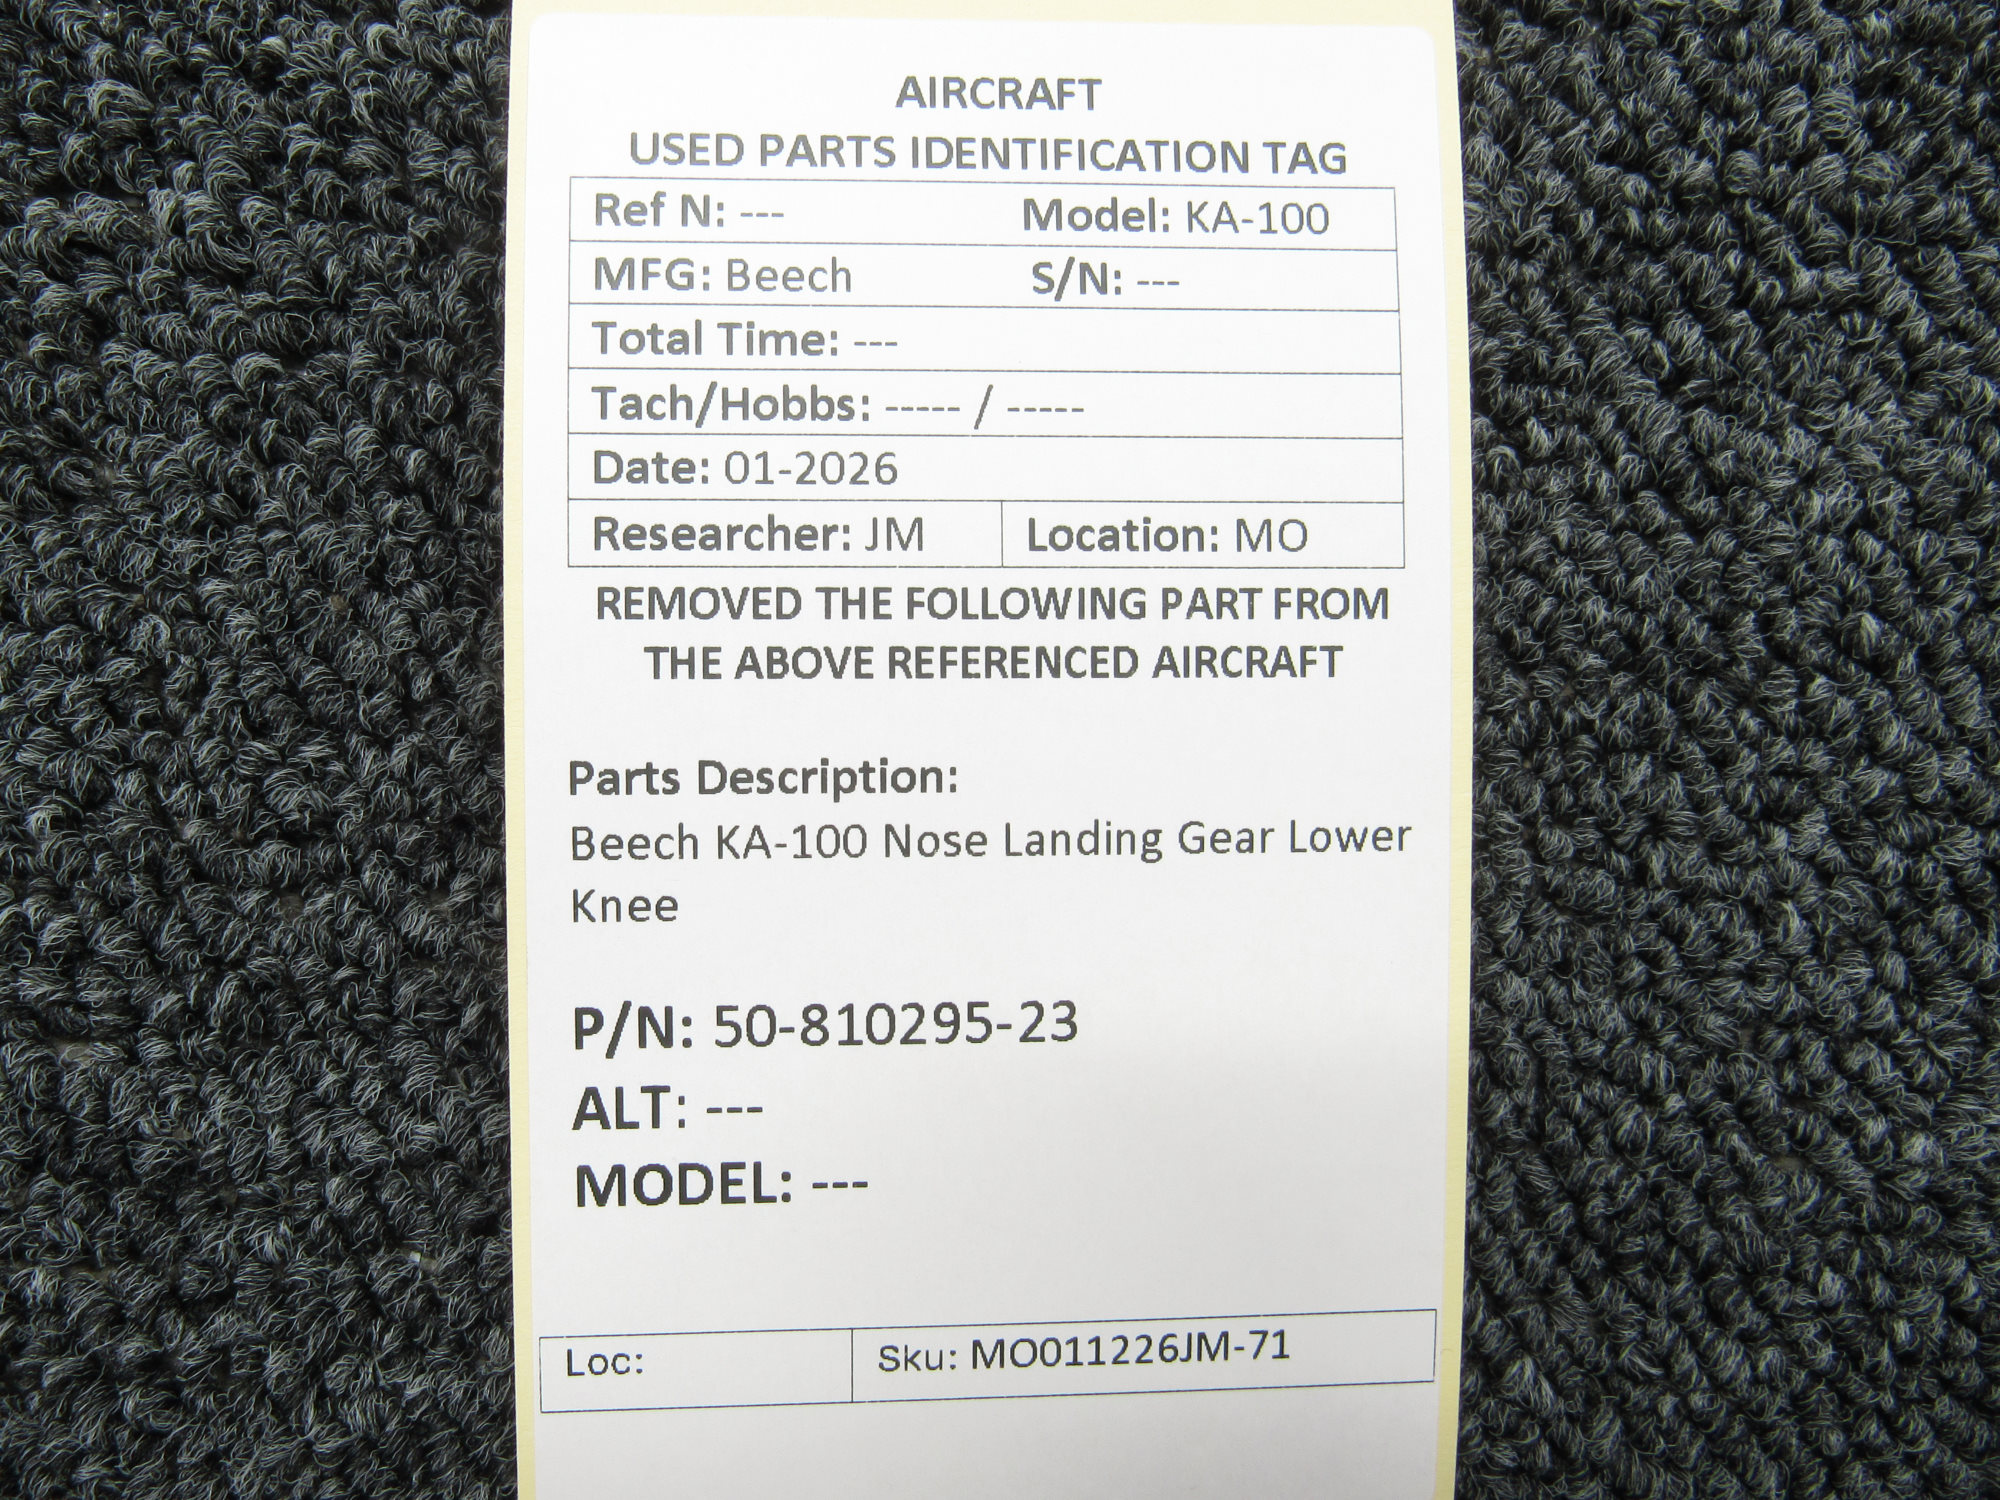 AIRCRAFT
USED PARTS IDENTIFICATION TAG
Ref N: --- Model: KA-100
MFG: Beech S/N: ---
Total Time: ---
Tach/Hobbs: ----- / -----
Date: 01-2026
Researcher: JM Location: MO
REMOVED THE FOLLOWING PART FROM
THE ABOVE REFERENCED AIRCRAFT
Parts Description:
Beech KA-100 Nose Landing Gear Lower
Knee
P/N: 50-810295-23
ALT: ---
MODEL: ---
Loc: Sku: MO011226JM-71